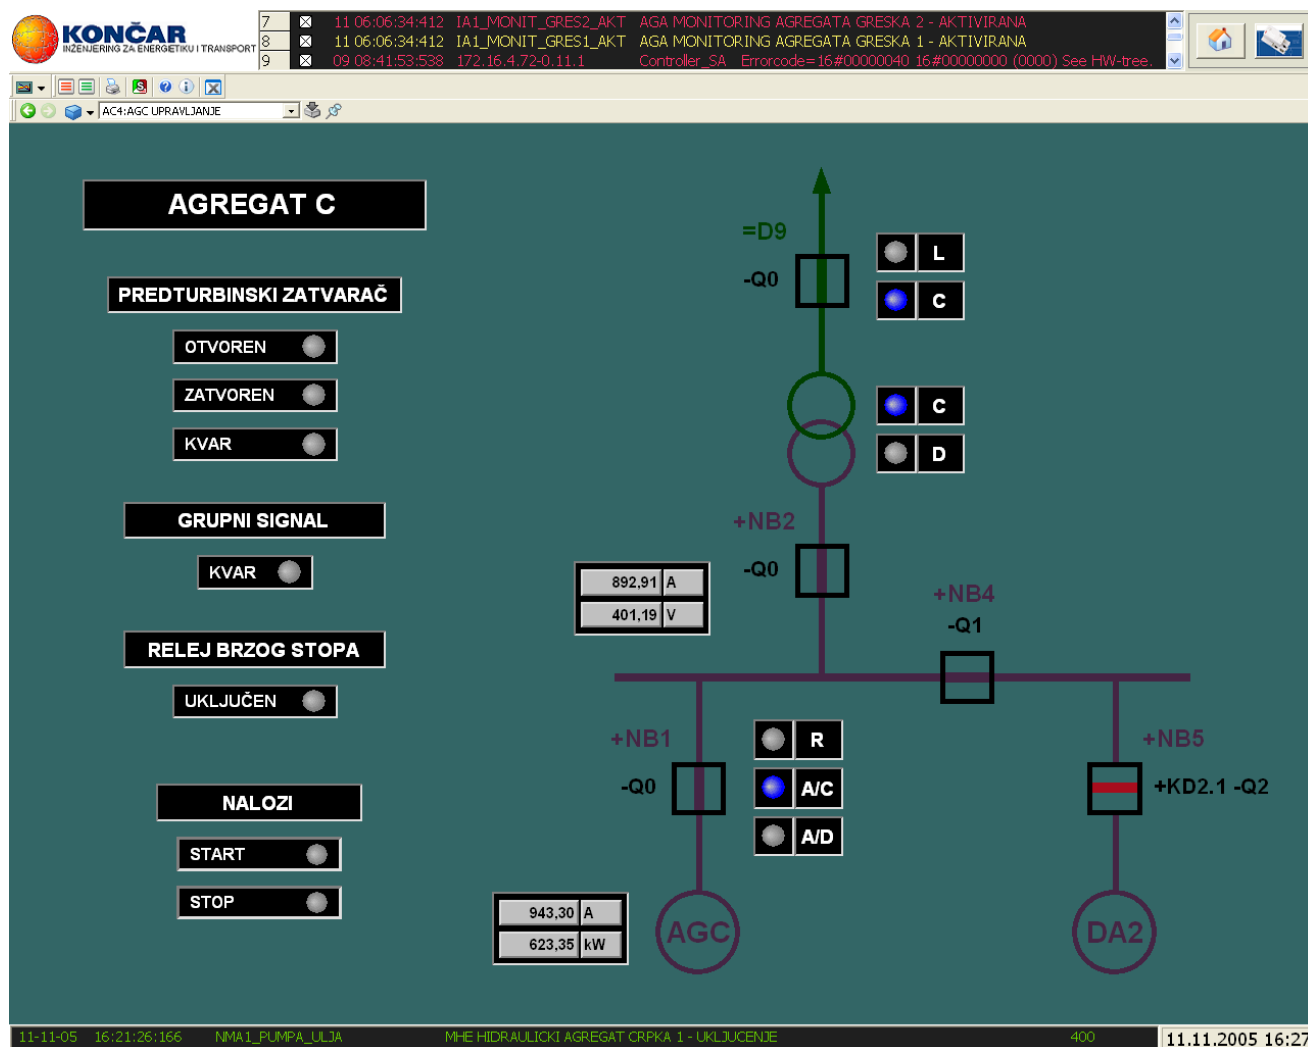 KONČAR
INŽENJERING ZA ENERGETIKU I TRANSPORT
7 11 06:06:34:412 IA1_MONIT_GRES2_AKT AGA MONITORING AGREGATA GRESKA 2 - AKTIVIRANA
8 11 06:06:34:412 IA1_MONIT_GRES1_AKT AGA MONITORING AGREGATA GRESKA 1 - AKTIVIRANA
9 09 08:41:53:538 172.16.4.72-0.11.1 Controller_SA Errorcode=16#00000040 16#00000000 (0000) See HW-tree.
AC4:AGC UPRAVLJANJE
AGREGAT C
PREDTURBINSKI ZATVARAČ
OTVOREN
ZATVOREN
KVAR
GRUPNI SIGNAL
KVAR
RELEJ BRZOG STOPA
UKLJUČEN
NALOZI
START
STOP
=D9
-Q0
L
C
C
D
+NB2
-Q0
892,91 A
401,19 V
+NB4
-Q1
+NB1
-Q0
R
A/C
A/D
+NB5
+KD2.1 -Q2
943,30 A
623,35 kW
AGC
DA2
11-11-05 16:21:26:166 NMA1_PUMPA_ULJA MHE HIDRAULICKI AGREGAT CRPKA 1 - UKLJUCENJE 400
11.11.2005 16:27